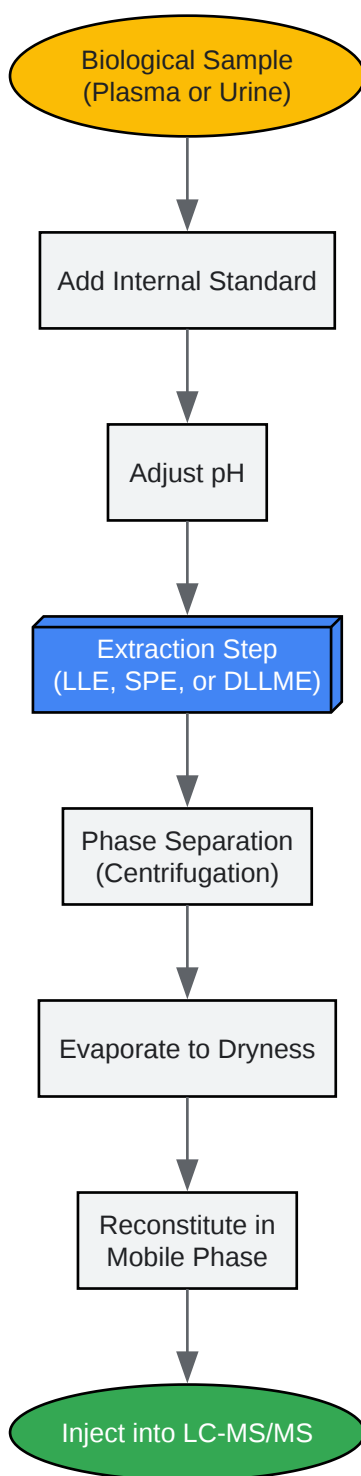 Biological Sample
(Plasma or Urine)
Add Internal Standard
Adjust pH
Extraction Step
(LLE, SPE, or DLLME)
Phase Separation
(Centrifugation)
Evaporate to Dryness
Reconstitute in
Mobile Phase
Inject into LC-MS/MS